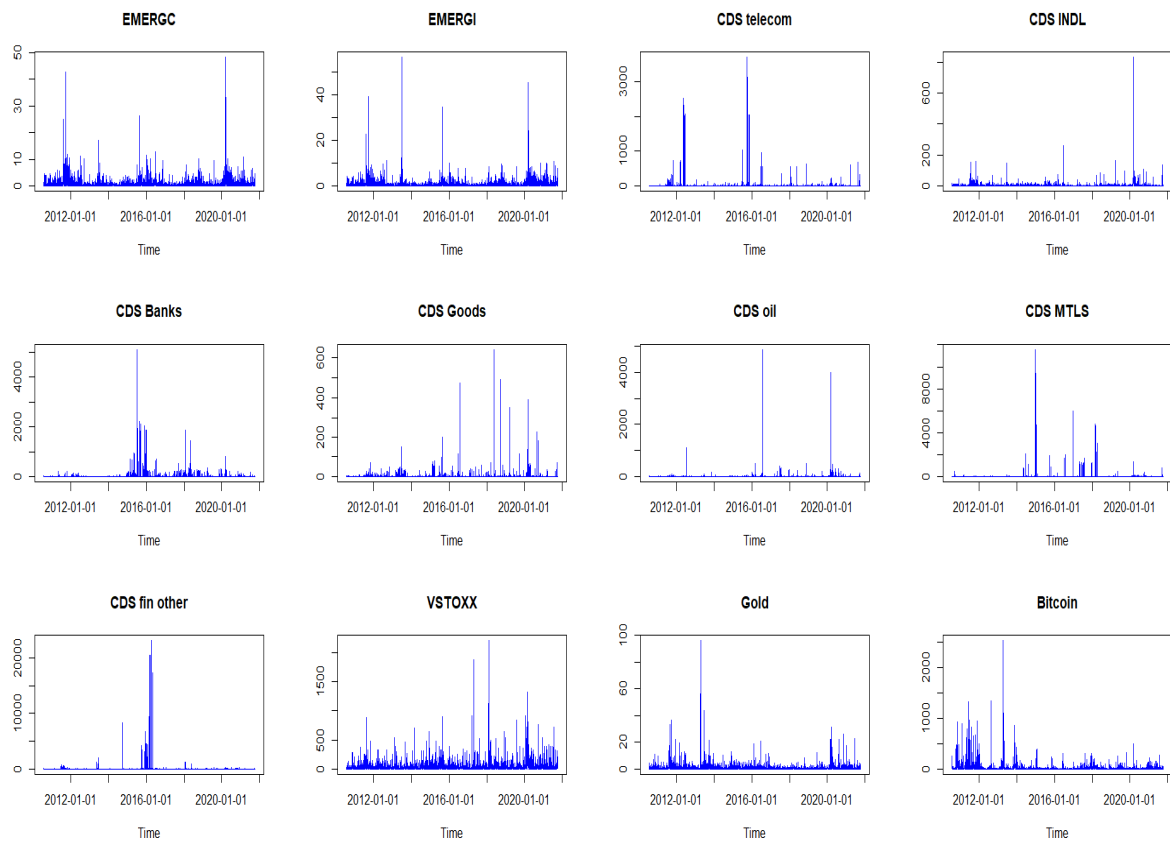 EMERGC
EMERGI
CDS telecom
CDS INDL
50
30
10
0
2012-01-01 2016-01-01 2020-01-01
Time
40
20
0
2012-01-01 2016-01-01 2020-01-01
Time
3000
1000
0
2012-01-01 2016-01-01 2020-01-01
Time
600
200
0
2012-01-01 2016-01-01 2020-01-01
Time
CDS Banks
CDS Goods
CDS oil
CDS MTLS
4000
2000
0
2012-01-01 2016-01-01 2020-01-01
Time
600
400
200
0
2012-01-01 2016-01-01 2020-01-01
Time
4000
2000
0
2012-01-01 2016-01-01 2020-01-01
Time
8000
4000
0
2012-01-01 2016-01-01 2020-01-01
Time
CDS fin other
VSTOXX
Gold
Bitcoin
20000
10000
0
2012-01-01 2016-01-01 2020-01-01
Time
1500
500
0
2012-01-01 2016-01-01 2020-01-01
Time
100
60
20
0
2012-01-01 2016-01-01 2020-01-01
Time
2000
1000
0
2012-01-01 2016-01-01 2020-01-01
Time